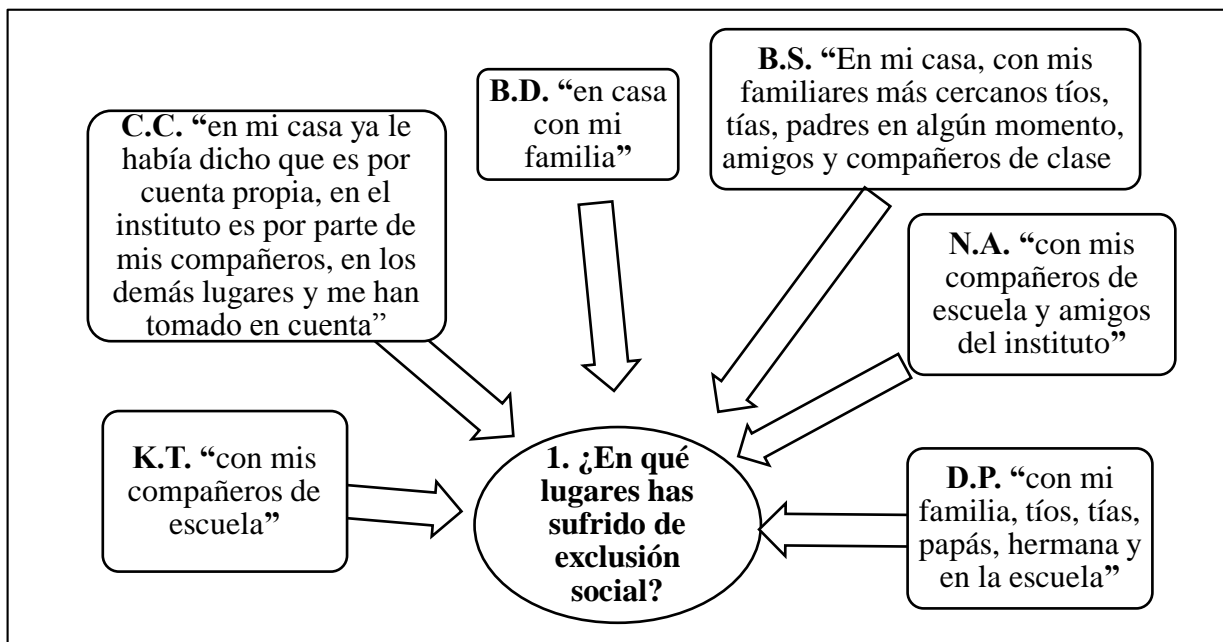 C.C. “en mi casa ya le
había dicho que es por
cuenta propia, en el
instituto es por parte de
mis compañeros, en los
demás lugares y me han
tomado en cuenta”
B.D. “en casa
con mi
familia”
B.S. “En mi casa, con mis
familiares más cercanos tíos,
tías, padres en algún momento,
amigos y compañeros de clase
N.A. “con mis
compañeros de
escuela y amigos
del instituto”
K.T. “con mis
compañeros de
escuela”
1. ¿En qué
lugares has
sufrido de
exclusión
social?
D.P. “con mi
familia, tíos, tías,
papás, hermana y
en la escuela”